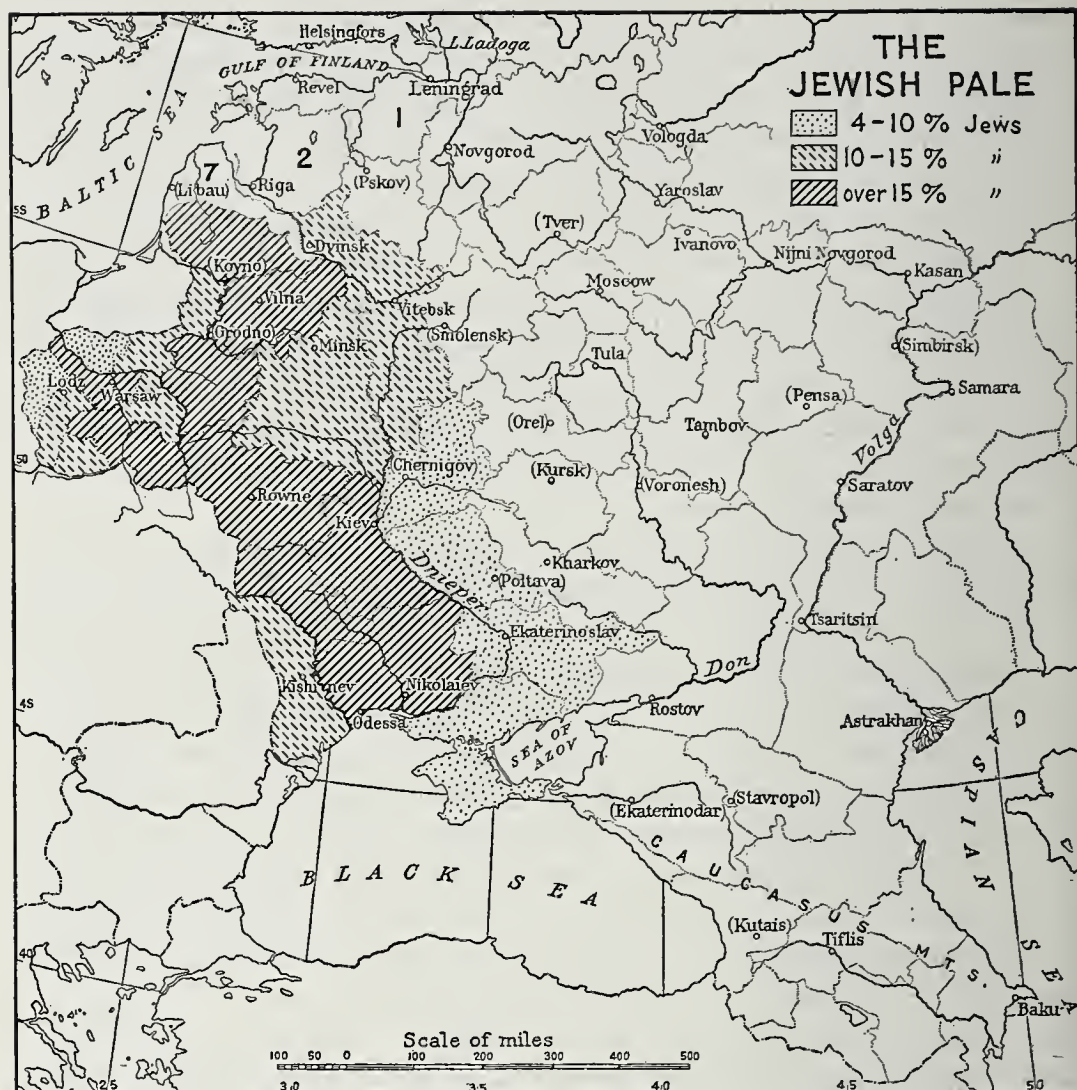 THE
JEWISH PALE
4-10 % Jews
10-15 % "
over 15 % "
Helsingfors
L. Ladoga
GULF OF FINLAND
Revel
Leningrad
1
Vologda
2
Novgorod
BALTIC SEA
7
(Libau)
Riga
(Pskov)
Yaroslav
55
(Tver)
Ivanovo
Dvinsk
Nijni Novgorod
Kasan
(Kovno)
Moscow
Vilna
Vitebsk
(Grodno)
Minsk
(Smolensk)
(Simbirsk)
Tula
Lodz
Warsaw
(Pensa)
Samara
(Orel)
Tambov
Volga
50
(Chernigov)
(Kursk)
(Voronesh)
Saratov
Rowne
Kiev
Dnieper
Kharkov
(Poltava)
Tsaritsin
Ekaterinoslav
Don
Kishinev
Nikolaiev
45
Odessa
Rostov
Astrakhan
SEA OF
AZOV
CASPIAN SEA
(Ekaterinodar)
(Stavropol)
CAUCASUS MTS.
BLACK SEA
(Kutais)
Tiflis
40
Baku
Scale of miles
100 50 0 100 200 300 400 500
25 30 35 40 45 50